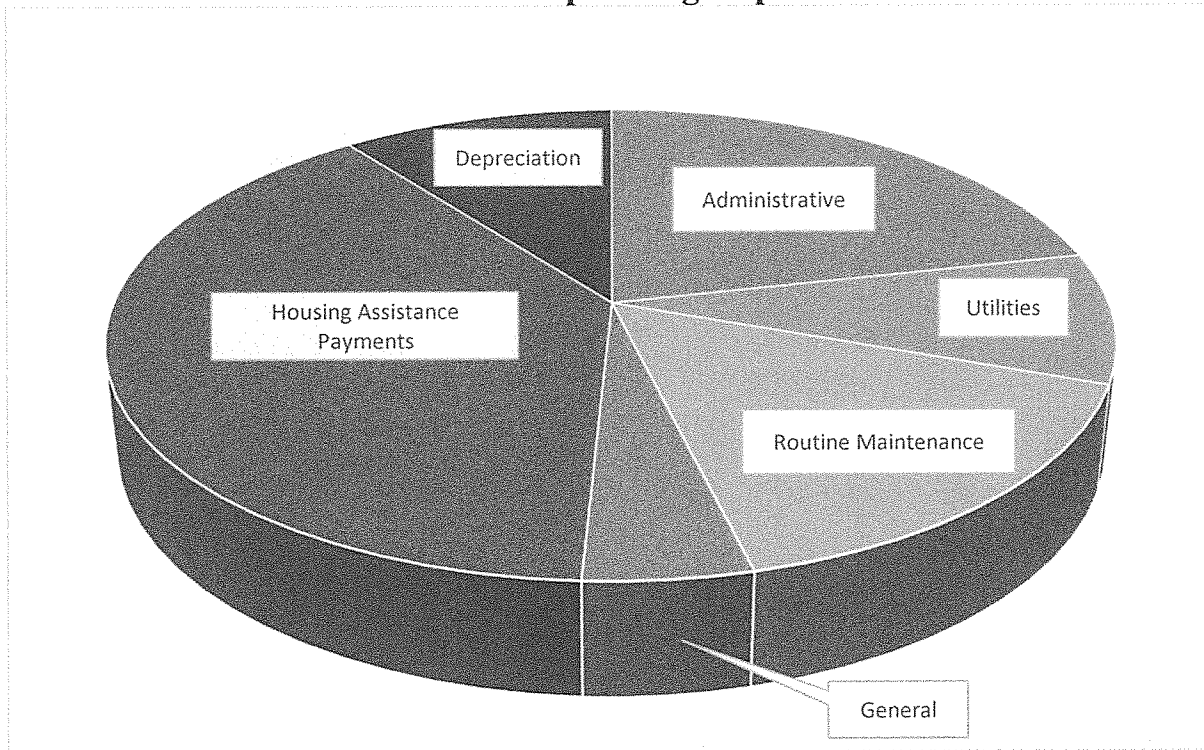 Depreciation
Administrative
Housing Assistance
Payments
Utilities
Routine Maintenance
General